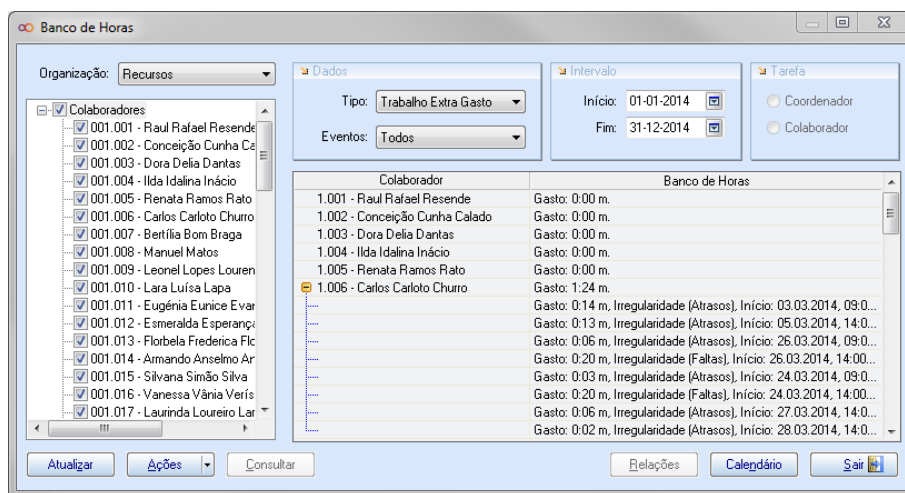 Banco de Horas
Organização: Recursos
Colaboradores
001.001 - Raul Rafael Resende
001.002 - Conceição Cunha Ca
001.003 - Dora Delia Dantas
001.004 - Ilda Idalina Inácio
001.005 - Renata Ramos Rato
001.006 - Carlos Carloto Churro
001.007 - Bertília Bom Braga
001.008 - Manuel Matos
001.009 - Leonel Lopes Louren
001.010 - Lara Luísa Lapa
001.011 - Eugénia Eunice Evar
001.012 - Esmeralda Esperança
001.013 - Florbela Frederica Flc
001.014 - Armando Anselmo Ar
001.015 - Silvana Simão Silva
001.016 - Vanessa Vânia Verís
001.017 - Laurinda Loureiro Lar
Dados
Tipo: Trabalho Extra Gasto
Eventos: Todos
Intervalo
Início: 01-01-2014
Fim: 31-12-2014
Tarefa
Coordenador
Colaborador
Colaborador Banco de Horas
1.001 - Raul Rafael Resende Gasto: 0:00 m.
1.002 - Conceição Cunha Calado Gasto: 0:00 m.
1.003 - Dora Delia Dantas Gasto: 0:00 m.
1.004 - Ilda Idalina Inácio Gasto: 0:00 m.
1.005 - Renata Ramos Rato Gasto: 0:00 m.
1.006 - Carlos Carloto Churro Gasto: 1:24 m.
Gasto: 0:14 m, Irregularidade (Atrasos), Início: 03.03.2014, 09:0...
Gasto: 0:13 m, Irregularidade (Atrasos), Início: 05.03.2014, 14:0...
Gasto: 0:06 m, Irregularidade (Atrasos), Início: 26.03.2014, 09:0...
Gasto: 0:20 m, Irregularidade (Faltas), Início: 26.03.2014, 14:00...
Gasto: 0:03 m, Irregularidade (Atrasos), Início: 24.03.2014, 09:0...
Gasto: 0:20 m, Irregularidade (Faltas), Início: 24.03.2014, 14:00...
Gasto: 0:06 m, Irregularidade (Atrasos), Início: 27.03.2014, 14:0...
Gasto: 0:02 m, Irregularidade (Atrasos), Início: 28.03.2014, 14:0...
Atualizar Ações Consultar Relações Calendário Sair